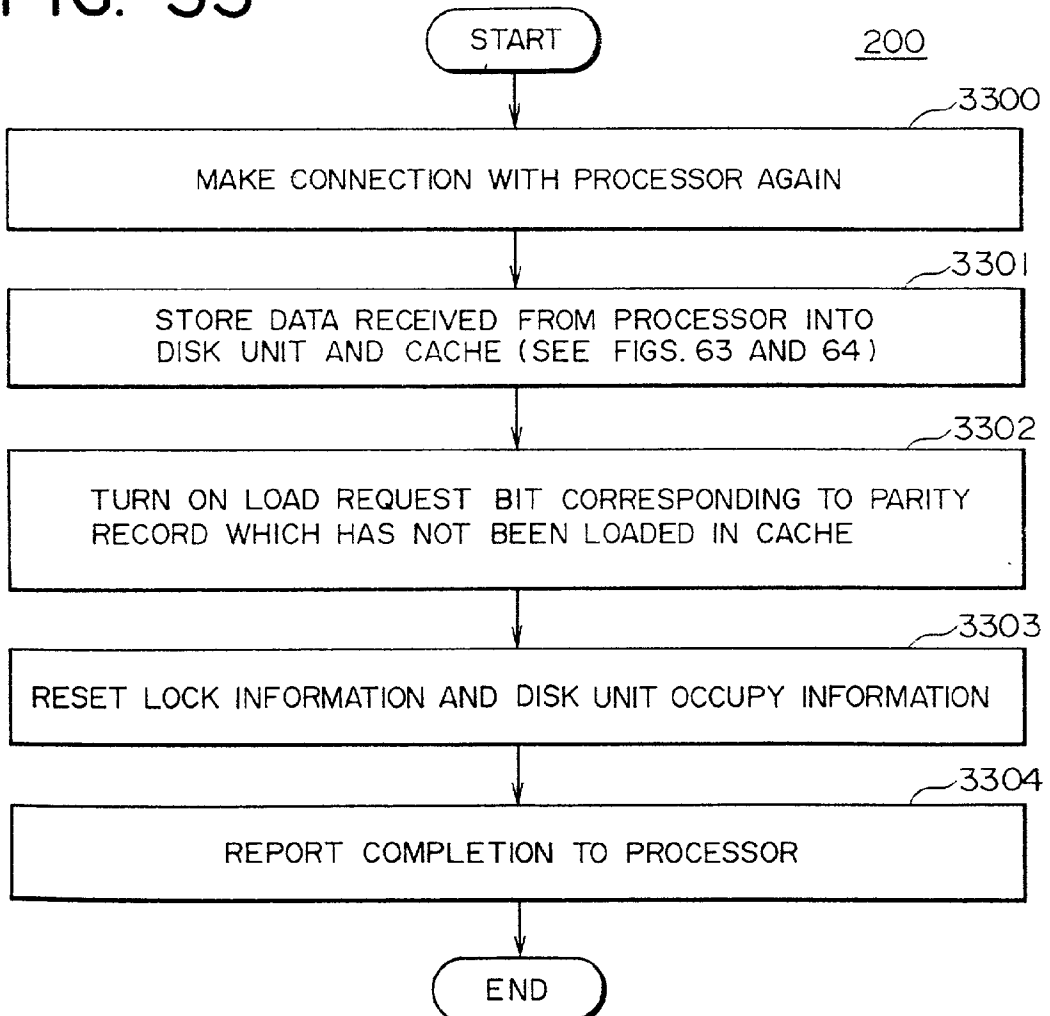 FIG.
START
200
3300
MAKE CONNECTION WITH PROCESSOR AGAIN
3301
STORE DATA RECEIVED FROM PROCESSOR INTO
DISK UNIT AND CACHE (SEE FIGS. 63 AND 64)
3302
TURN ON LOAD REQUEST BIT CORRESPONDING TO PARITY
RECORD WHICH HAS NOT BEEN LOADED IN CACHE
3303
RESET LOCK INFORMATION AND DISK UNIT OCCUPY INFORMATION
3304
REPORT COMPLETION TO PROCESSOR
END